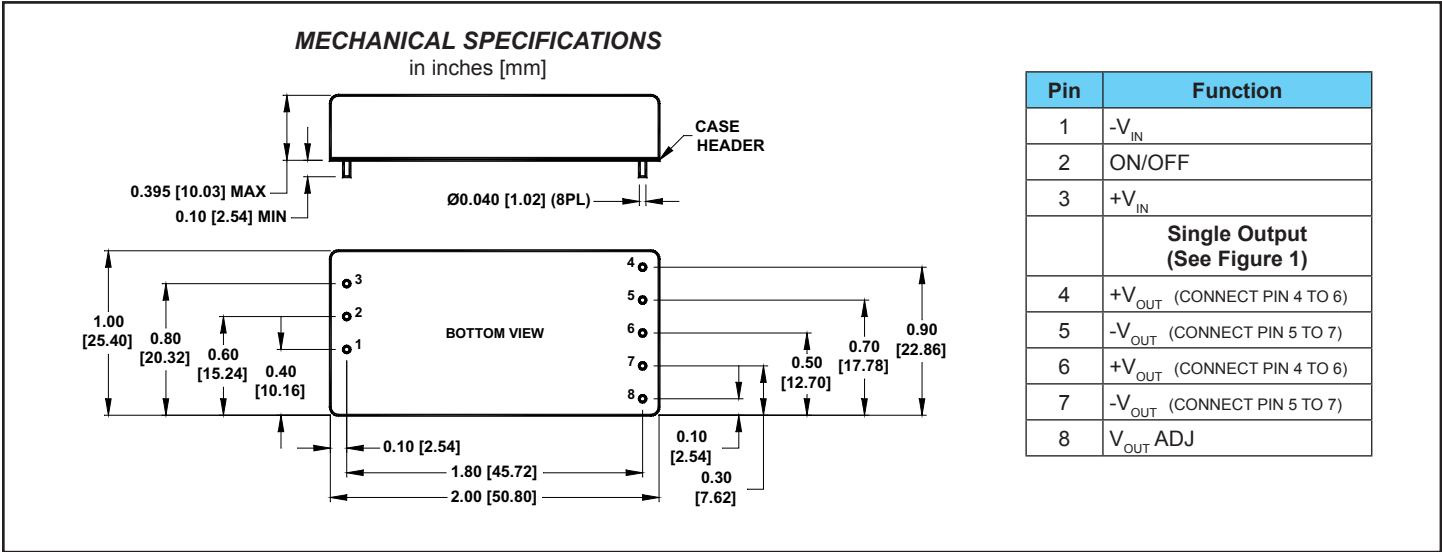 MECHANICAL SPECIFICATIONS
in inches [mm]
CASE
HEADER
0.395 [10.03] MAX
0.10 [2.54] MIN
Ø0.040 [1.02] (8PL)
1.00
[25.40]
0.80
[20.32]
0.60
[15.24]
0.40
[10.16]
3
2
1
BOTTOM VIEW
4
5
6
7
8
0.90
[22.86]
0.70
[17.78]
0.50
[12.70]
0.10
[2.54]
0.30
[7.62]
0.10 [2.54]
1.80 [45.72]
2.00 [50.80]
Pin Function
1 -VIN
2 ON/OFF
3 +VIN
Single Output
(See Figure 1)
4 +VOUT (CONNECT PIN 4 TO 6)
5 -VOUT (CONNECT PIN 5 TO 7)
6 +VOUT (CONNECT PIN 4 TO 6)
7 -VOUT (CONNECT PIN 5 TO 7)
8 VOUT ADJ